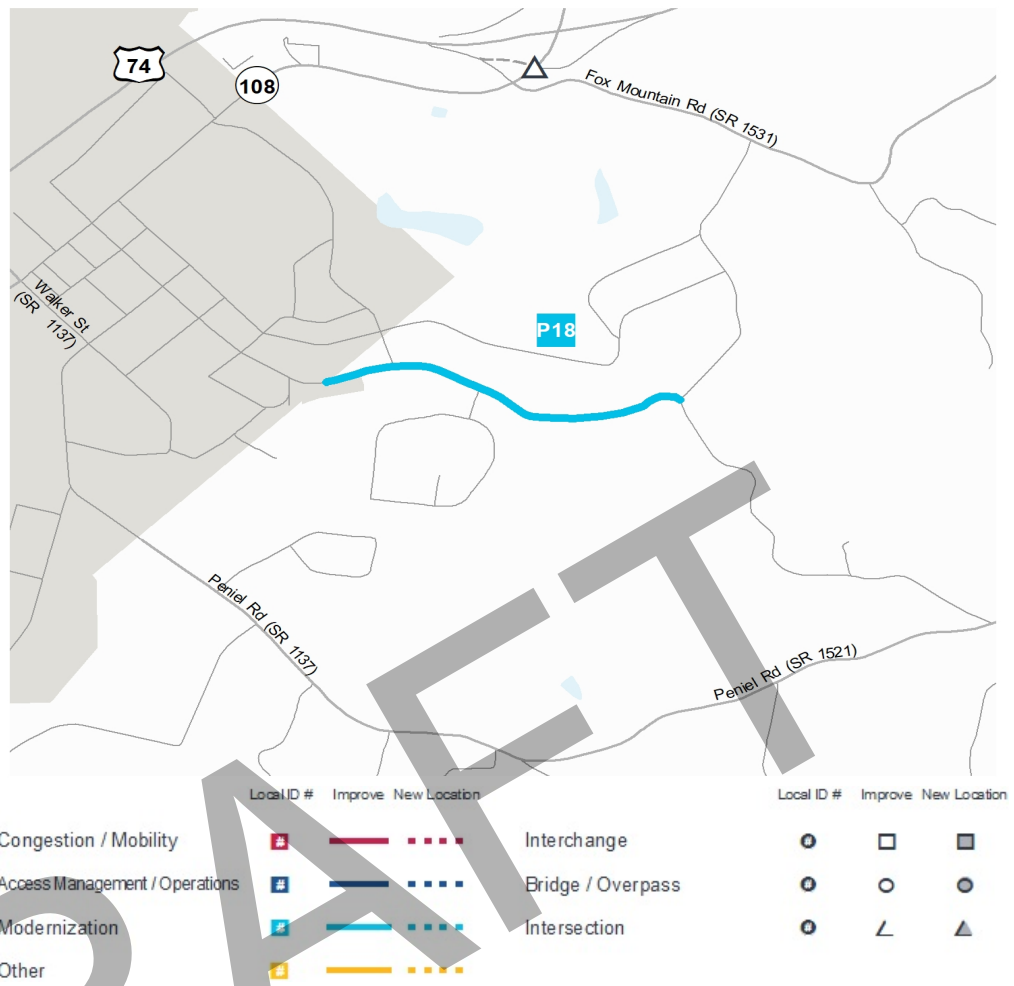 74
108
Fox Mountain Rd (SR 1531)
Walker St
(SR 1137)
P18
Peniel Rd (SR 1137)
Peniel Rd (SR 1521)
Local ID # Improve New Location
Local ID # Improve New Location
Congestion / Mobility #
Interchange #
Access Management / Operations #
Bridge / Overpass #
Modernization #
Intersection #
Other #
RAFT